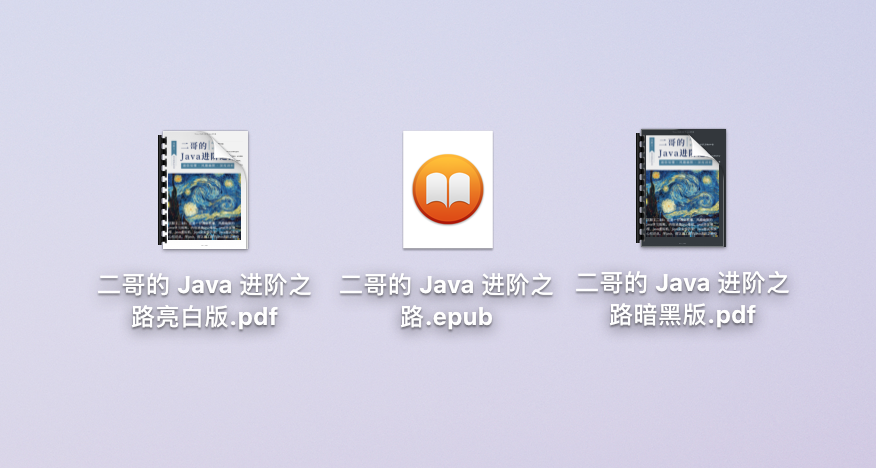 二哥的
Java进阶之
二哥的
Java进阶之
二哥的 Java 进阶之
路亮白版.pdf
二哥的 Java 进阶之
路.epub
二哥的 Java 进阶之
路暗黑版.pdf